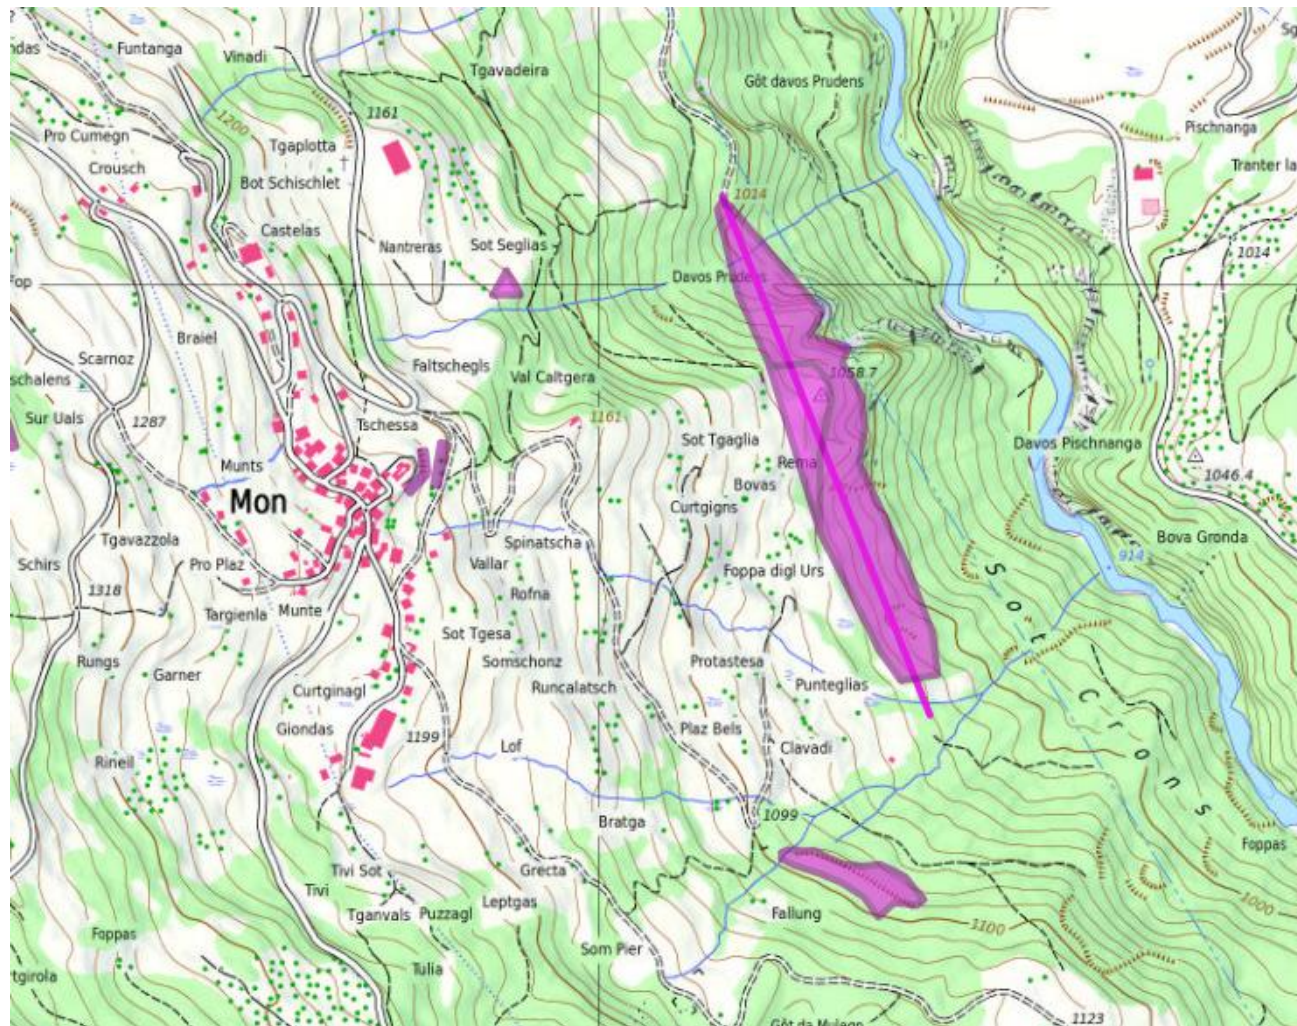 Funtanga
Vinadi
Tgavadeira
Gôt davos Prudens
1161
1200
Pro Cumegn
Tgaplotta
Pischnanga
Crousch
Bot Schischlet
Tranter la
1014
Castelas
Nantreras
Sot Seglias
1014
Davos Prudens
Braiel
Scarnoz
Faltschegls
Val Caltgera
1058.7
schalens
Sur Uals
1287
Tschessa
1161
Sot Tgaglia
Davos Pischnanga
Munts
Rema
Bovas
1046.4
Mon
Curtgigns
Tgavazzola
Spinatscha
Bova Gronda
Schirs
Pro Plaz
Vallar
Foppa digl Urs
914
1318
Rofna
Targienla
Munte
Sot Tgesa
Sot Crons
Rungs
Garner
Somschonz
Protastesa
Curtginagl
Runcalatsch
Punteglias
Giondas
1199
Lof
Plaz Bels
Clavadi
Rineil
Bratga
1099
Foppas
Tivi Sot
Grecta
Tivi
Tganvals
Puzzagl
Leptgas
Fallung
1000
1100
Foppas
Som Pier
tgirola
Tulia
1123